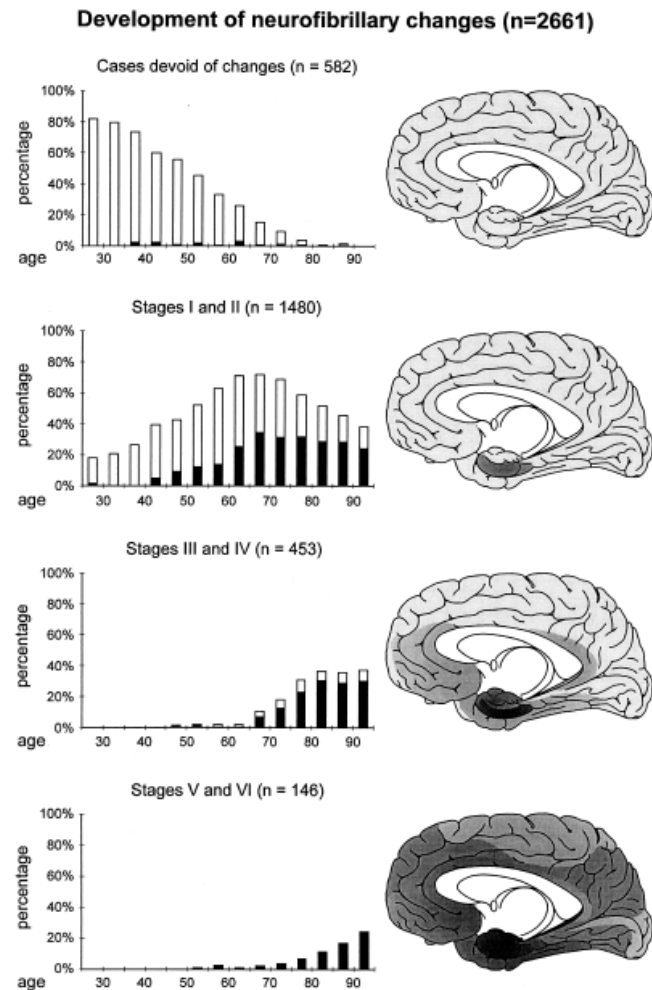 Development of neurofibrillary changes (n=2661)
Cases devoid of changes (n = 582)
percentage
100%
80%
60%
40%
20%
0%
age 30 40 50 60 70 80 90
Stages I and II (n = 1480)
percentage
100%
80%
60%
40%
20%
0%
age 30 40 50 60 70 80 90
Stages III and IV (n = 453)
percentage
100%
80%
60%
40%
20%
0%
age 30 40 50 60 70 80 90
Stages V and VI (n = 146)
percentage
100%
80%
60%
40%
20%
0%
age 30 40 50 60 70 80 90